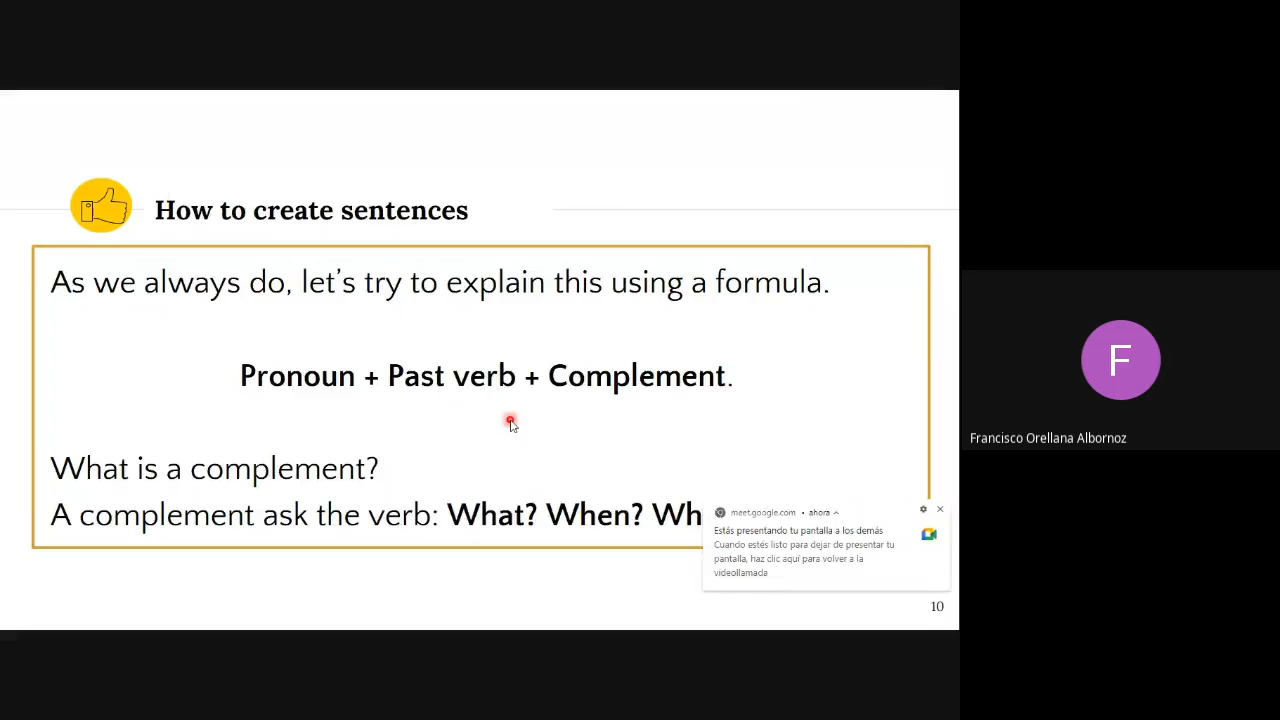 How to create sentences
As we always do, let's try to explain this using a formula.
Pronoun + Past verb + Complement.
What is a complement?
A complement ask the verb: What? When?
meet.google.com • ahora
Estás presentando tu pantalla a los demás
Cuando estés listo para dejar de presentar tu
pantalla, haz clic aquí para volver a la
videollamada
10
F
Francisco Orellana Albornoz